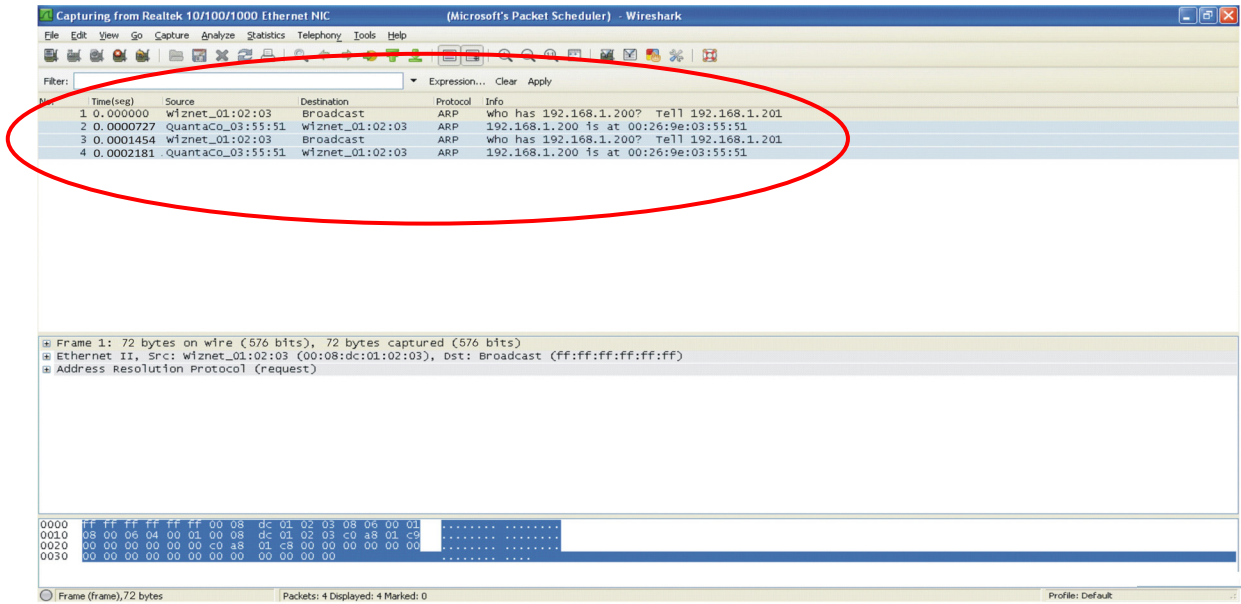 Capturing from Realtek 10/100/1000 Ethernet NIC (Microsoft's Packet Scheduler) - Wireshark
File Edit View Go Capture Analyze Statistics Telephony Tools Help
Filter: Expression... Clear Apply
No. Time(seg) Source Destination Protocol Info
1 0.000000 Wiznet_01:02:03 Broadcast ARP Who has 192.168.1.200? Tell 192.168.1.201
2 0.0000727 QuantaCo_03:55:51 Wiznet_01:02:03 ARP 192.168.1.200 is at 00:26:9e:03:55:51
3 0.0001454 Wiznet_01:02:03 Broadcast ARP Who has 192.168.1.200? Tell 192.168.1.201
4 0.0002181 QuantaCo_03:55:51 Wiznet_01:02:03 ARP 192.168.1.200 is at 00:26:9e:03:55:51
Frame 1: 72 bytes on wire (576 bits), 72 bytes captured (576 bits)
Ethernet II, Src: Wiznet_01:02:03 (00:08:dc:01:02:03), Dst: Broadcast (ff:ff:ff:ff:ff:ff)
Address Resolution Protocol (request)
0000 ff ff ff ff ff ff 00 08 dc 01 02 03 08 06 00 01 ........ ........
0010 08 00 06 04 00 01 00 08 dc 01 02 03 c0 a8 01 c9 ........ ........
0020 00 00 00 00 00 00 c0 a8 01 c8 00 00 00 00 00 00 ........ ........
0030 00 00 00 00 00 00 00 00 00 00 00 00 ........ ....
Frame (frame),72 bytes Packets: 4 Displayed: 4 Marked: 0 Profile: Default